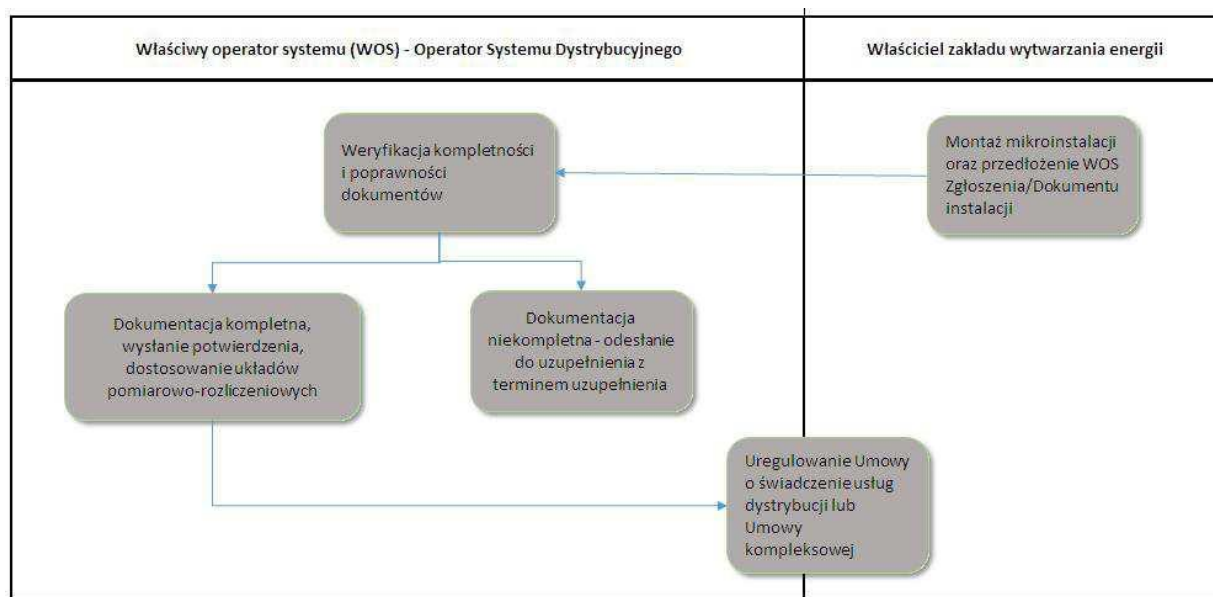 Właściwy operator systemu (WOS) - Operator Systemu Dystrybucyjnego
Właściciel zakładu wytwarzania energii
Montaż mikroinstalacji
oraz przedłożenie WOS
Zgłoszenia/Dokumentu
instalacji
Weryfikacja kompletności
i poprawności
dokumentów
Dokumentacja kompletna,
wysłanie potwierdzenia,
dostosowanie układów
pomiarowo-rozliczeniowych
Dokumentacja
niekompletna - odesłanie
do uzupełnienia z
terminem uzupełnienia
Uregulowanie Umowy
o świadczenie usług
dystrybucji lub
Umowy
kompleksowej